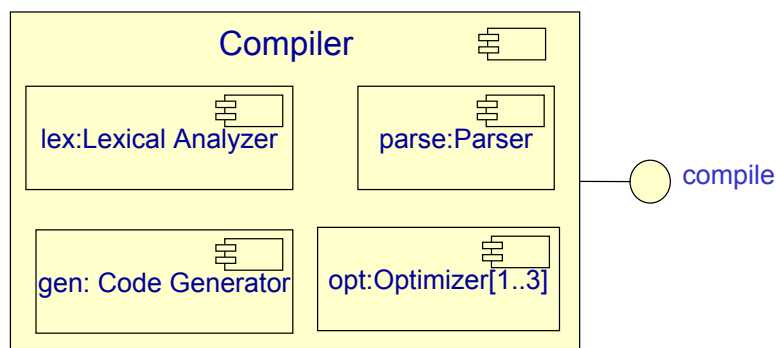 Compiler
lex:Lexical Analyzer
parse:Parser
compile
gen: Code Generator
opt:Optimizer[1..3]